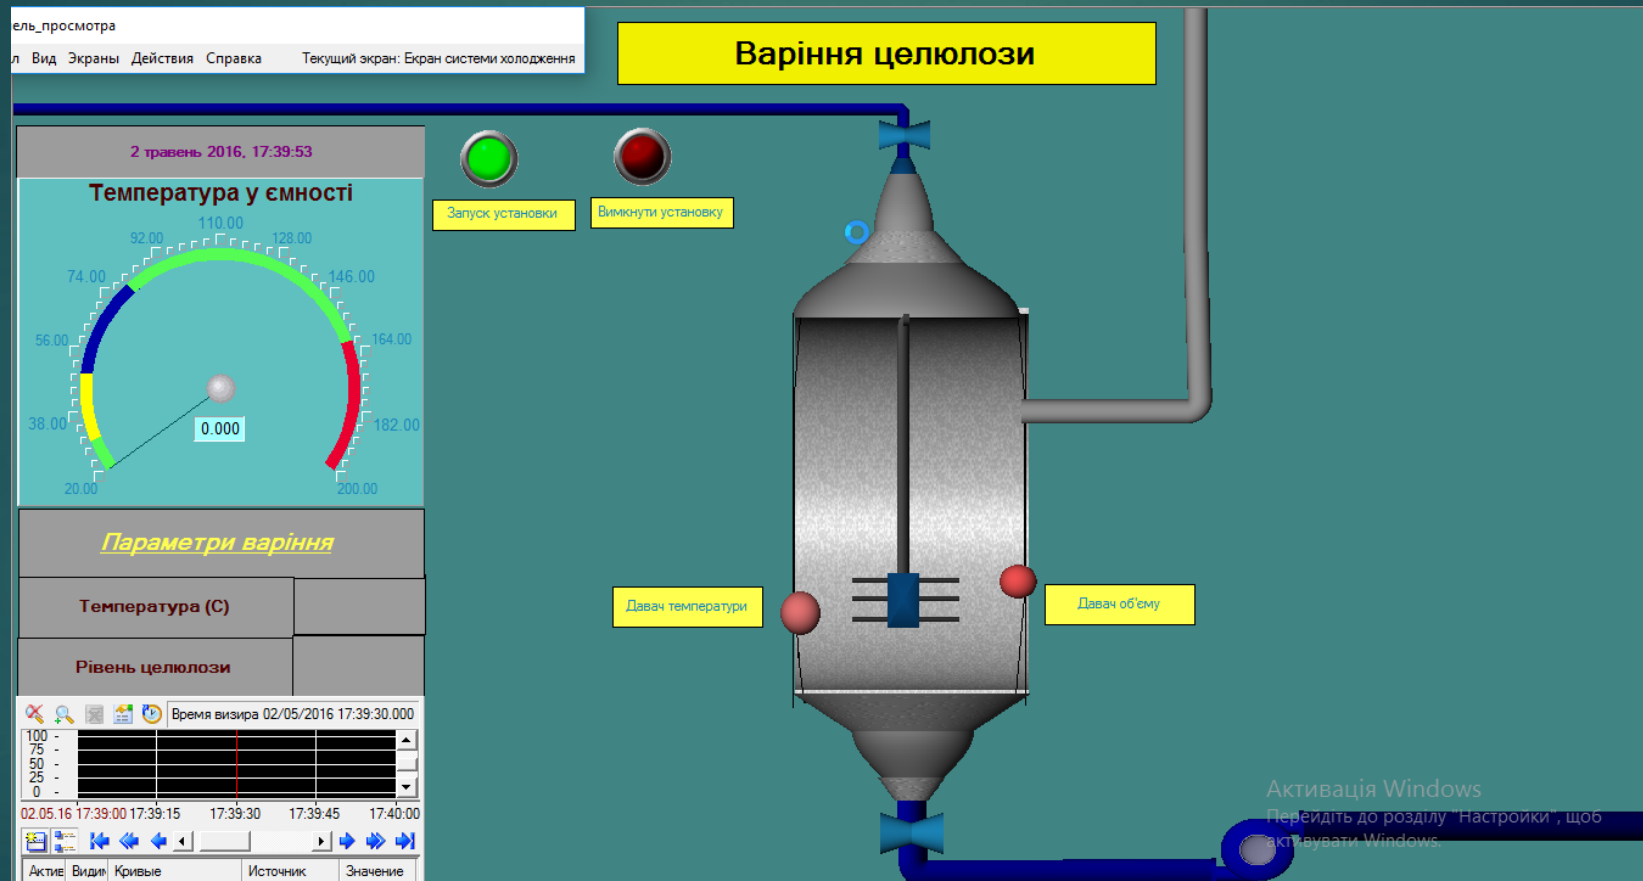 ель_просмотра
л Вид Экраны Действия Справка Текущий экран: Екран системи холодження
Варіння целюлози
2 травень 2016, 17:39:53
Температура у ємності
110.00
92.00 128.00
74.00 146.00
56.00 164.00
38.00 182.00
0.000
20.00 200.00
Запуск установки
Вимкнути установку
Параметри варіння
Температура (С)
Рівень целюлози
Давач температури
Давач об'єму
Время визира 02/05/2016 17:39:30.000
100
75
50
25
0
02.05.16 17:39:00 17:39:15 17:39:30 17:39:45 17:40:00
Актив Видим Кривые Источник Значение
Активація Windows
Перейдіть до розділу "Настройки", щоб
активувати Windows.